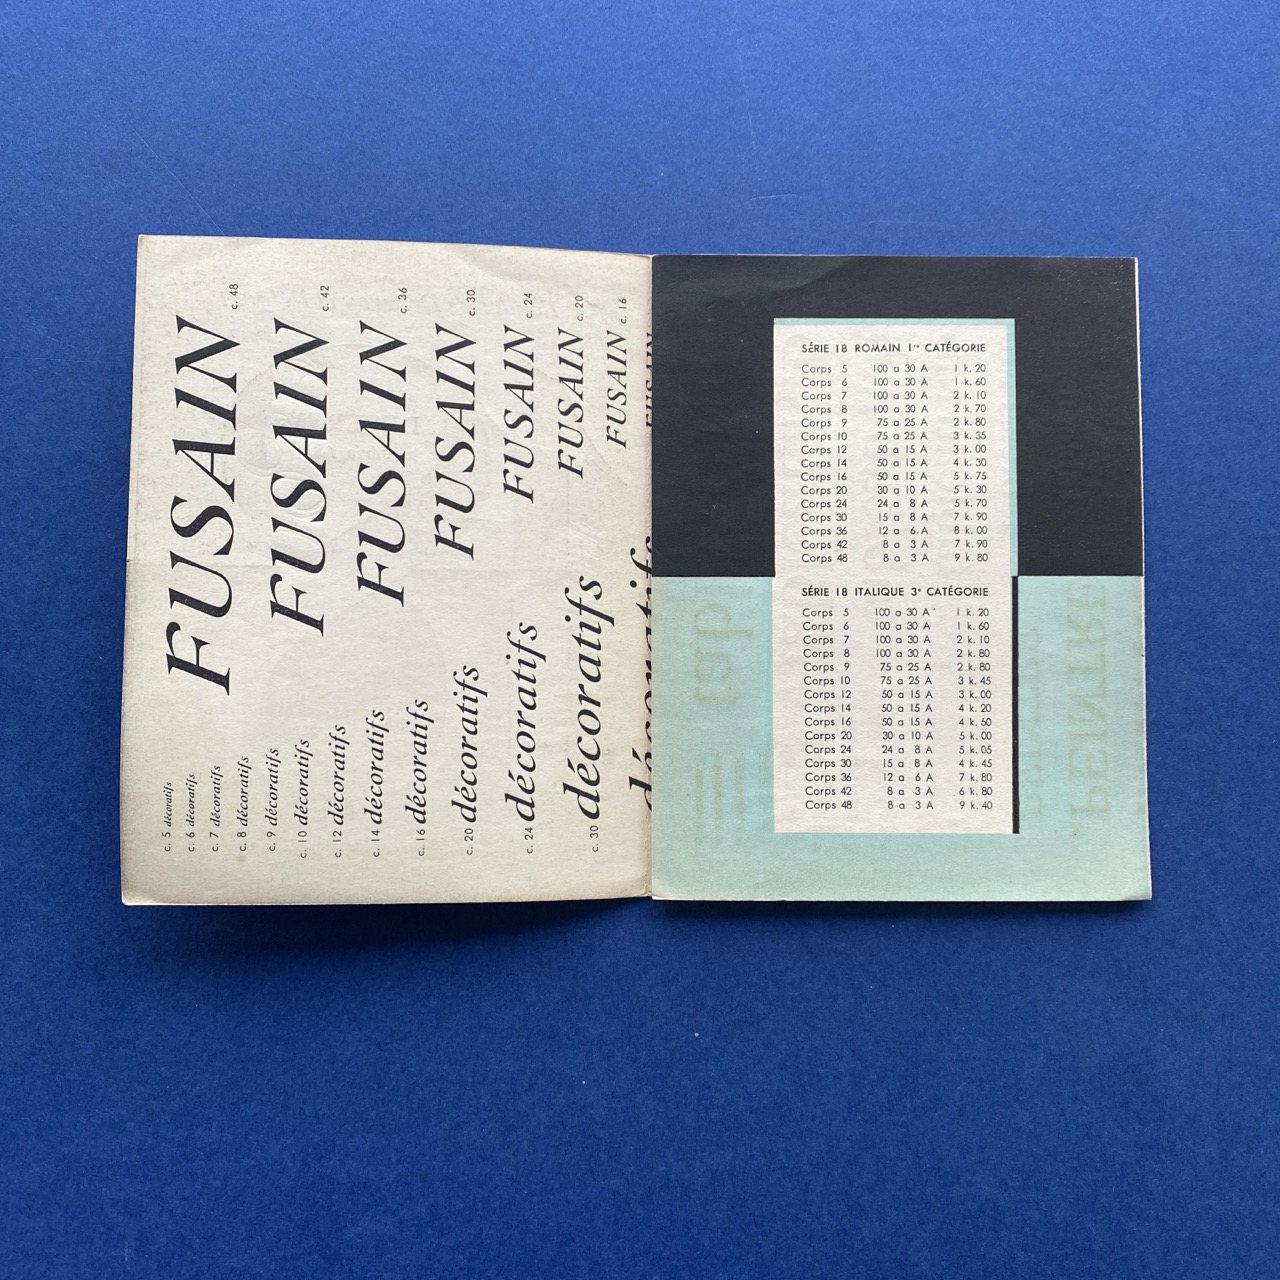 FUSAIN c. 48
FUSAIN c. 42
FUSAIN c. 36
FUSAIN c. 30
FUSAIN c. 24
FUSAIN c. 20
FUSAIN c. 16
FUSAIN
c. 5 décoratifs
c. 6 décoratifs
c. 7 décoratifs
c. 8 décoratifs
c. 9 décoratifs
c. 10 décoratifs
c. 12 décoratifs
c. 14 décoratifs
c. 16 décoratifs
c. 20 décoratifs
c. 24 décoratifs
c. 30 décoratifs
décoratifs
SÉRIE 18 ROMAIN 1re CATÉGORIE
Corps 5 100 a 30 A 1 k. 20
Corps 6 100 a 30 A 1 k. 60
Corps 7 100 a 30 A 2 k. 10
Corps 8 100 a 30 A 2 k. 70
Corps 9 75 a 25 A 2 k. 80
Corps 10 75 a 25 A 3 k. 35
Corps 12 50 a 15 A 3 k. 00
Corps 14 50 a 15 A 4 k. 30
Corps 16 50 a 15 A 5 k. 75
Corps 20 30 a 10 A 5 k. 30
Corps 24 24 a 8 A 5 k. 70
Corps 30 15 a 8 A 7 k. 90
Corps 36 12 a 6 A 8 k. 00
Corps 42 8 a 3 A 7 k. 90
Corps 48 8 a 3 A 9 k. 80
SÉRIE 18 ITALIQUE 3e CATÉGORIE
Corps 5 100 a 30 A 1 k. 20
Corps 6 100 a 30 A 1 k. 60
Corps 7 100 a 30 A 2 k. 10
Corps 8 100 a 30 A 2 k. 80
Corps 9 75 a 25 A 2 k. 80
Corps 10 75 a 25 A 3 k. 45
Corps 12 50 a 15 A 3 k. 00
Corps 14 50 a 15 A 4 k. 20
Corps 16 50 a 15 A 4 k. 50
Corps 20 30 a 10 A 5 k. 00
Corps 24 24 a 8 A 5 k. 05
Corps 30 15 a 8 A 4 k. 45
Corps 36 12 a 6 A 7 k. 80
Corps 42 8 a 3 A 6 k. 80
Corps 48 8 a 3 A 9 k. 40